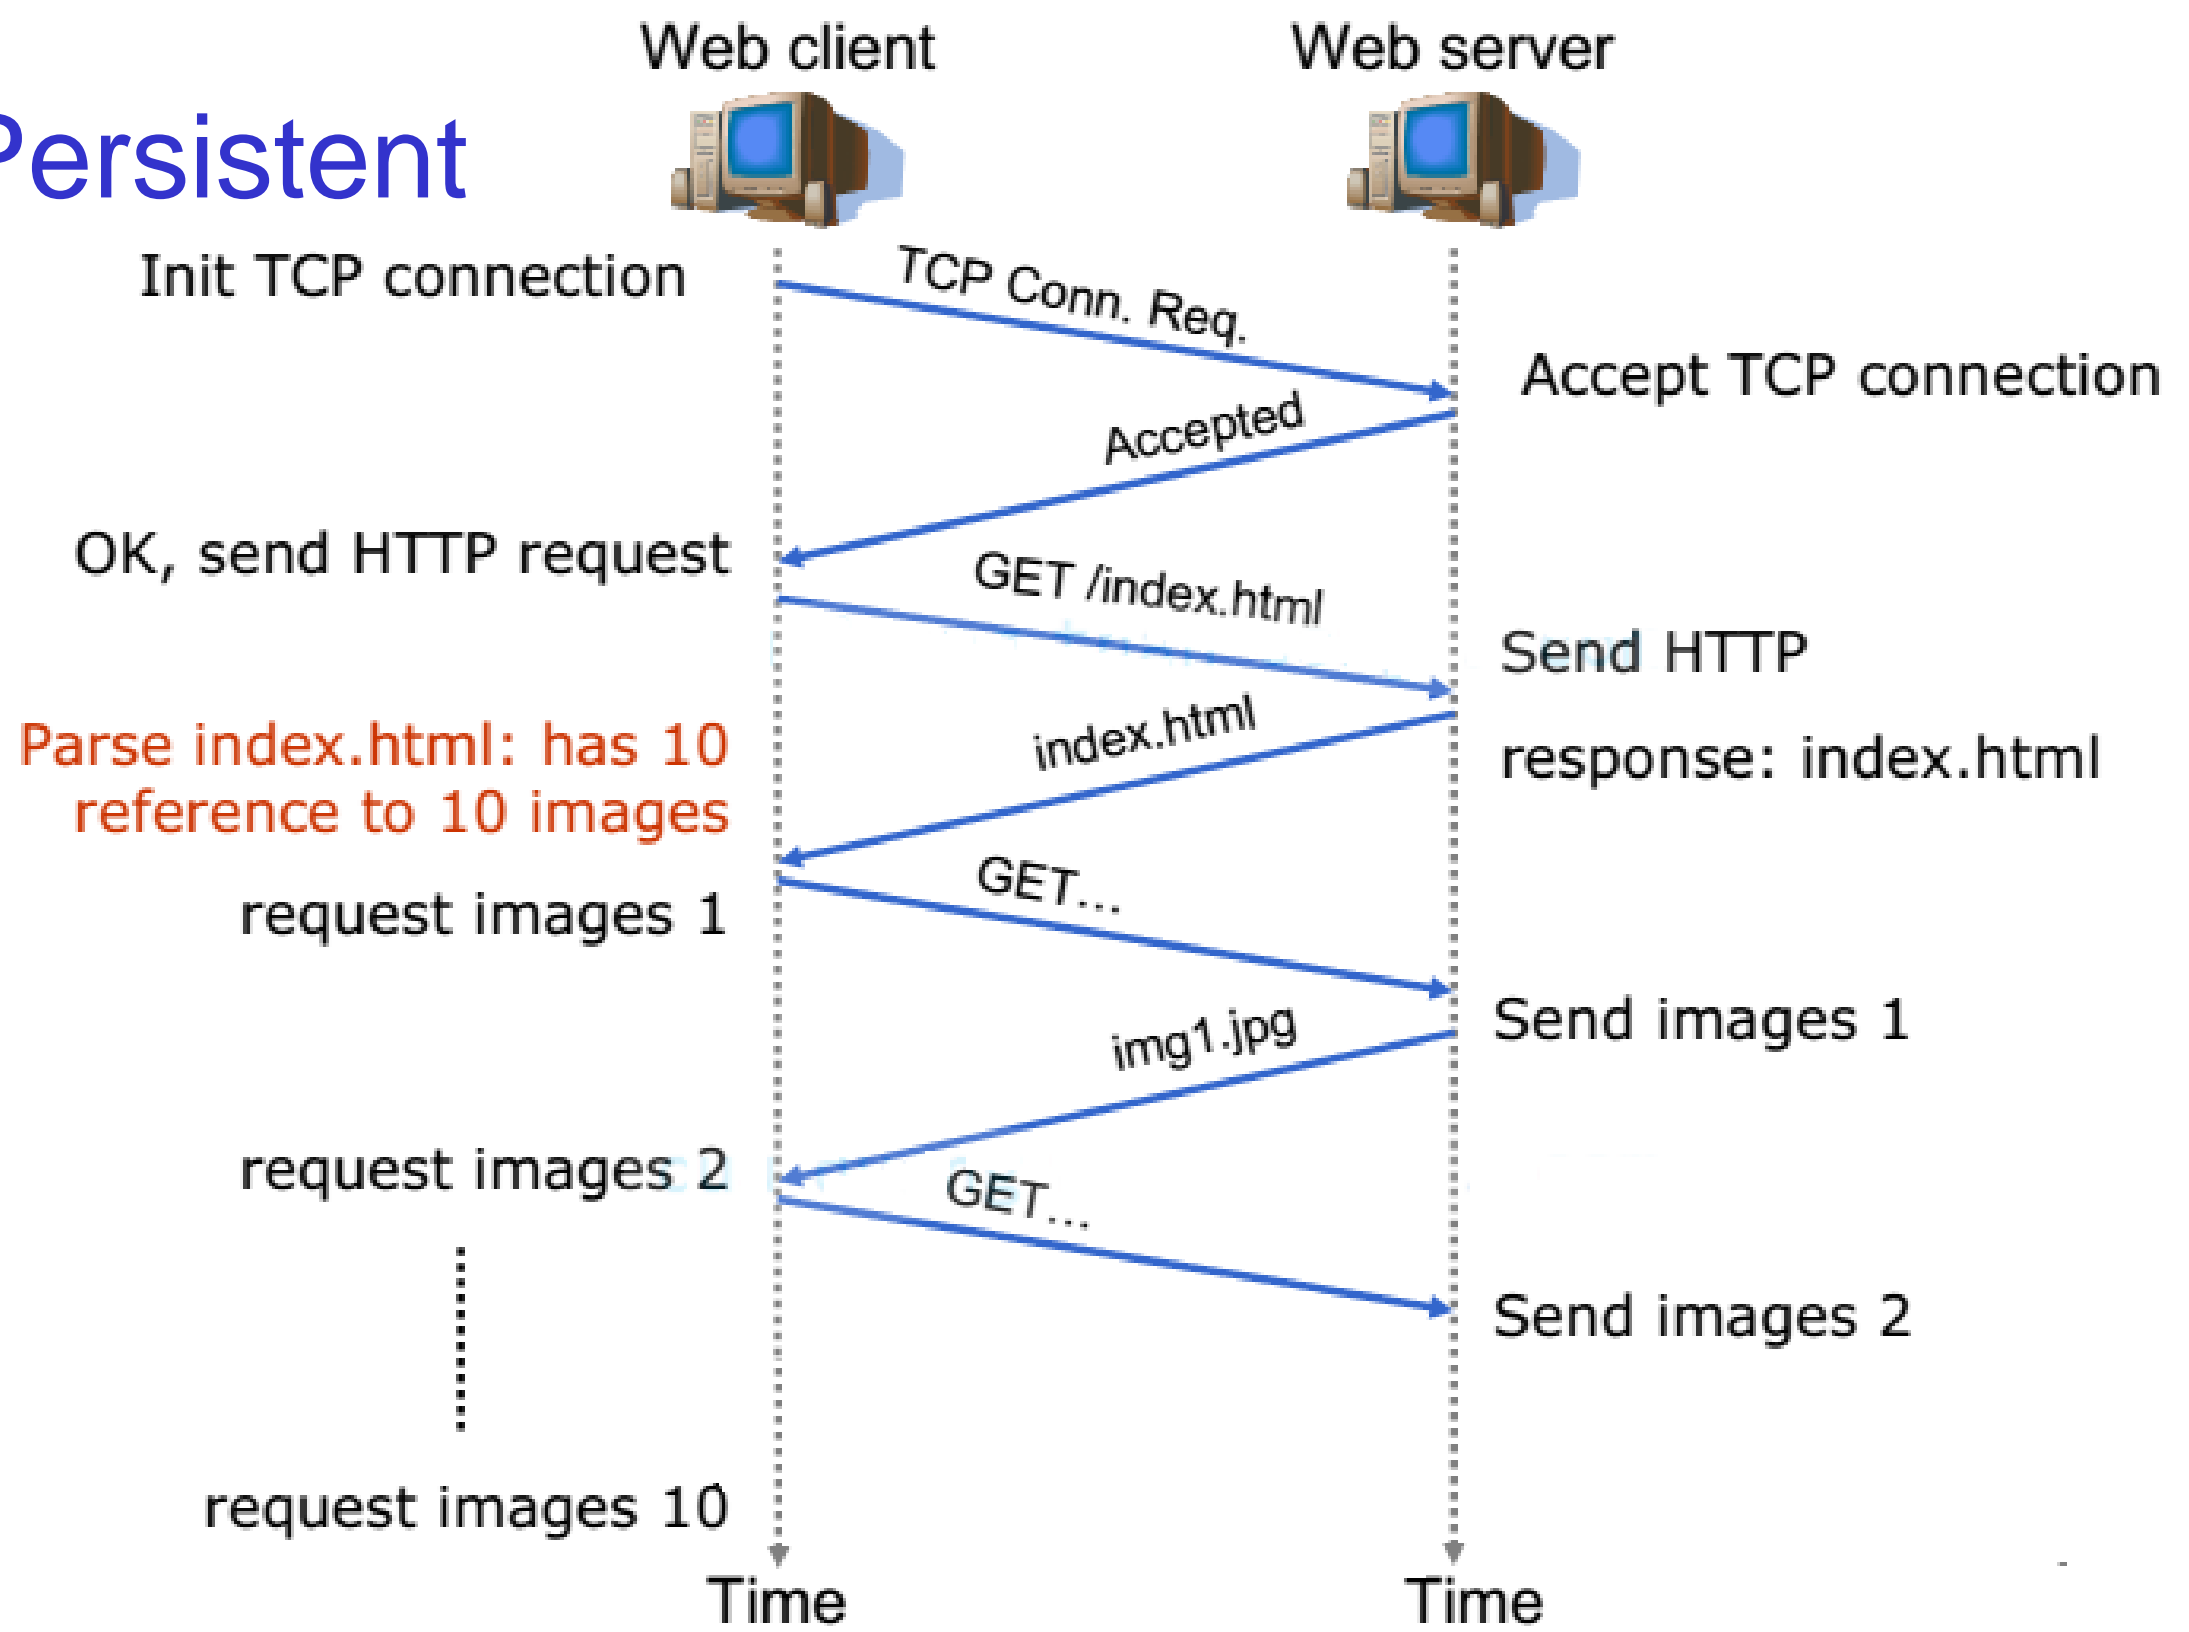 Web client
Web server
Persistent
Init TCP connection
TCP Conn. Req.
Accept TCP connection
Accepted
OK, send HTTP request
GET /index.html
Send HTTP
index.html
Parse index.html: has 10
response: index.html
reference to 10 images
GET...
request images 1
Send images 1
img1.jpg
request images 2
GET...
Send images 2
request images 10
Time
Time